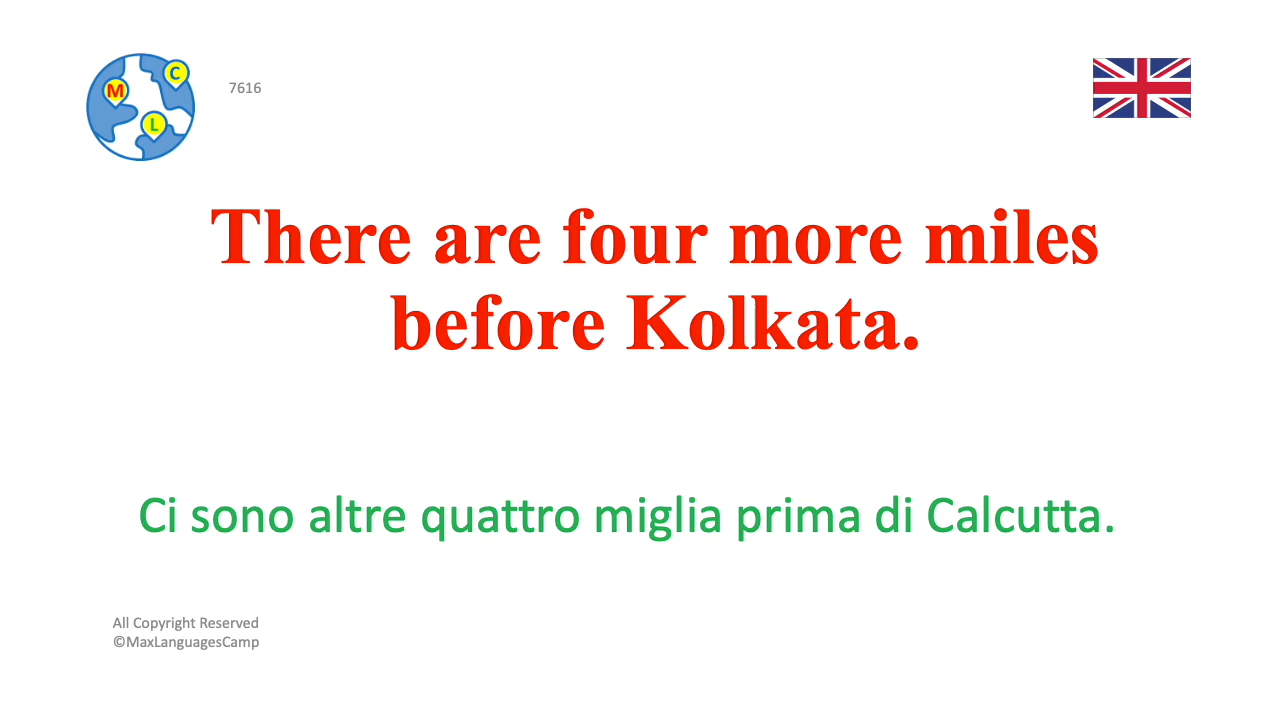 M
C
L
7616
There are four more miles
before Kolkata.
Ci sono altre quattro miglia prima di Calcutta.
All Copyright Reserved
©MaxLanguagesCamp